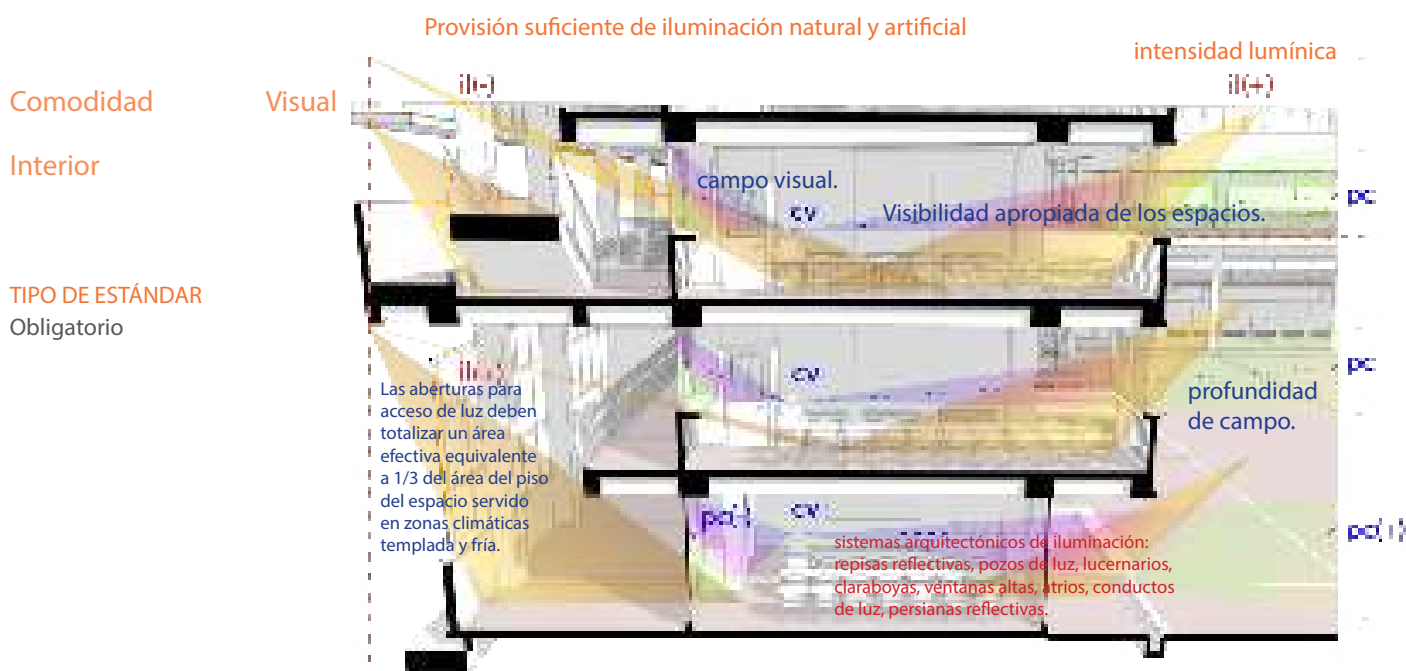 Provisión suficiente de iluminación natural y artificial
intensidad lumínica
il(-)
il(+)
Comodidad Visual
Interior
campo visual.
cv
Visibilidad apropiada de los espacios.
pc
TIPO DE ESTÁNDAR
Obligatorio
cv
pc
Las aberturas para
acceso de luz deben
totalizar un área
efectiva equivalente
a 1/3 del área del piso
del espacio servido
en zonas climáticas
templada y fría.
profundidad
de campo.
pc(-)
cv
pc(+)
sistemas arquitectónicos de iluminación:
repisas reflectivas, pozos de luz, lucernarios,
claraboyas, ventanas altas, atrios, conductos
de luz, persianas reflectivas.